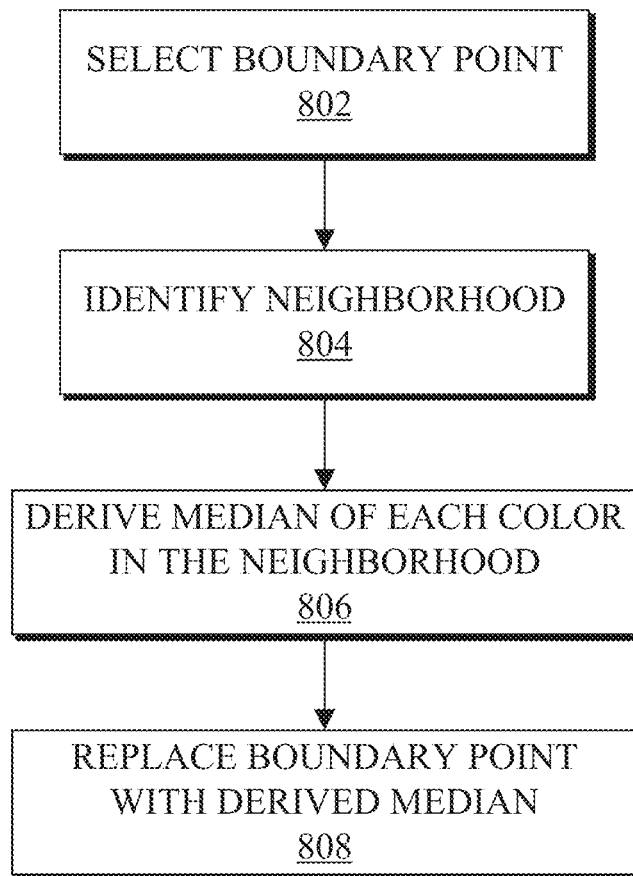 SELECT BOUNDARY POINT
802
IDENTIFY NEIGHBORHOOD
804
DERIVE MEDIAN OF EACH COLOR
IN THE NEIGHBORHOOD
806
REPLACE BOUNDARY POINT
WITH DERIVED MEDIAN
808